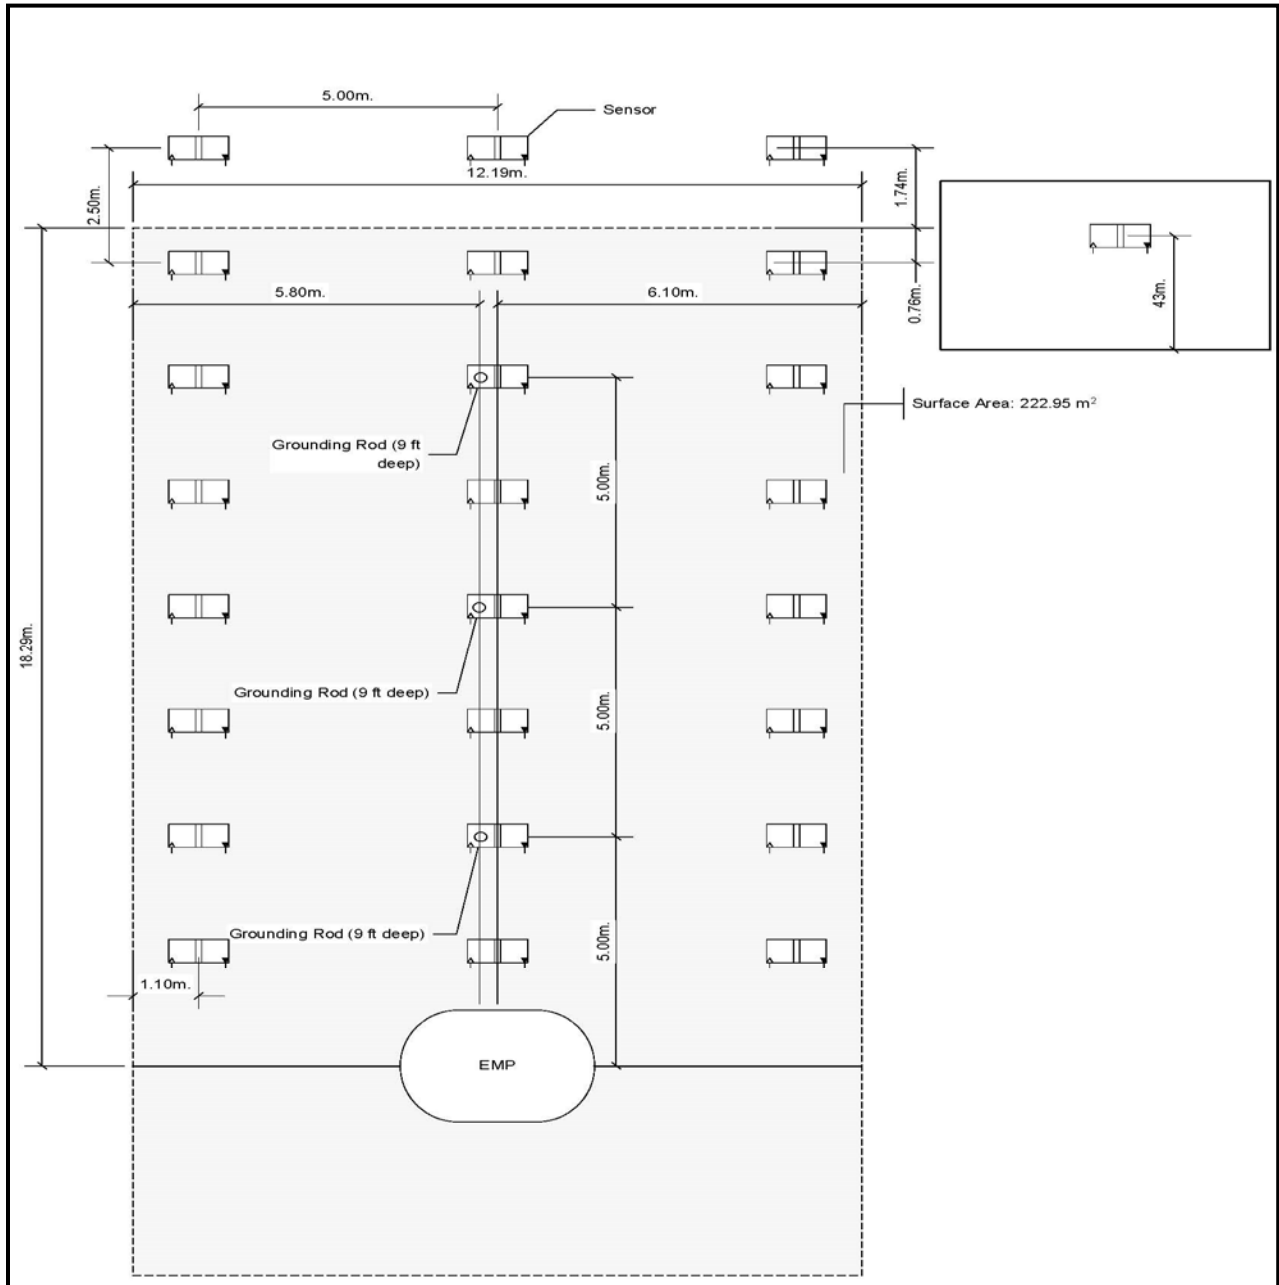 5.00m.
Sensor
12.19m.
2.50m.
1.74m.
5.80m.
6.10m.
0.76m.
43m.
Surface Area: 222.95 m²
Grounding Rod (9 ft
deep)
5.00m.
18.29m.
Grounding Rod (9 ft deep)
5.00m.
Grounding Rod (9 ft deep)
5.00m.
1.10m.
EMP